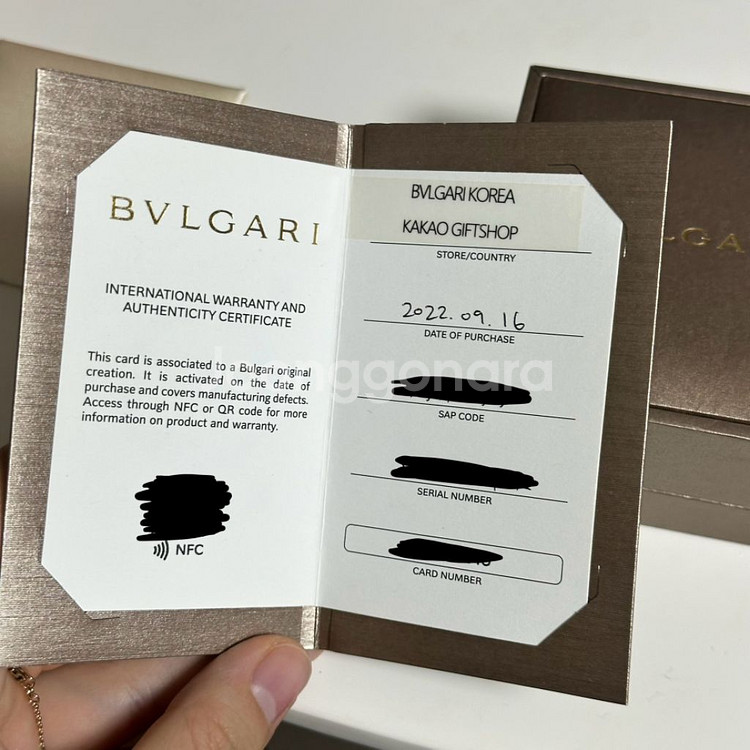 BVLGARI
INTERNATIONAL WARRANTY AND
AUTHENTICITY CERTIFICATE
This card is associated to a Bulgari original
creation. It is activated on the date of
purchase and covers manufacturing defects.
Access through NFC or QR code for more
information on product and warranty.
NFC
BVLGARI KOREA
KAKAO GIFTSHOP
STORE/COUNTRY
2022.09.16
DATE OF PURCHASE
SAP CODE
SERIAL NUMBER
CARD NUMBER